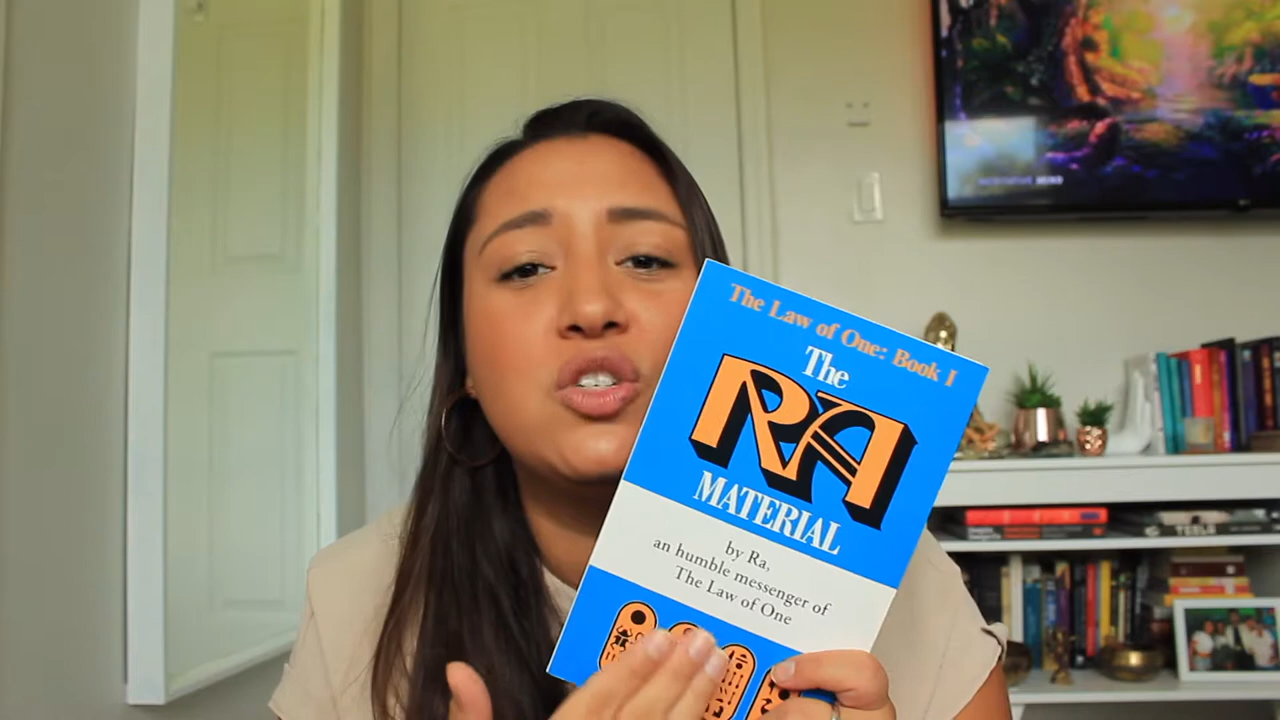 The Law of One: Book I
The
RA
MATERIAL
by Ra,
an humble messenger of
The Law of One